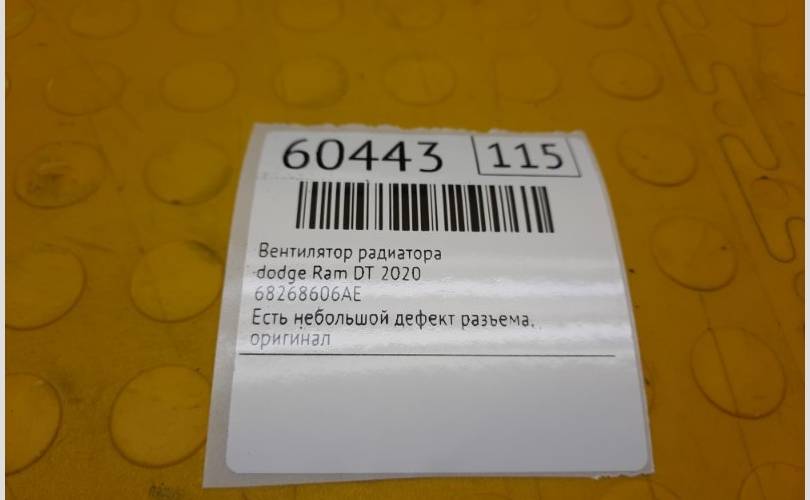 60443 115
Вентилятор радиатора
dodge Ram DT 2020
68268606AE
Есть небольшой дефект разъема,
оригинал